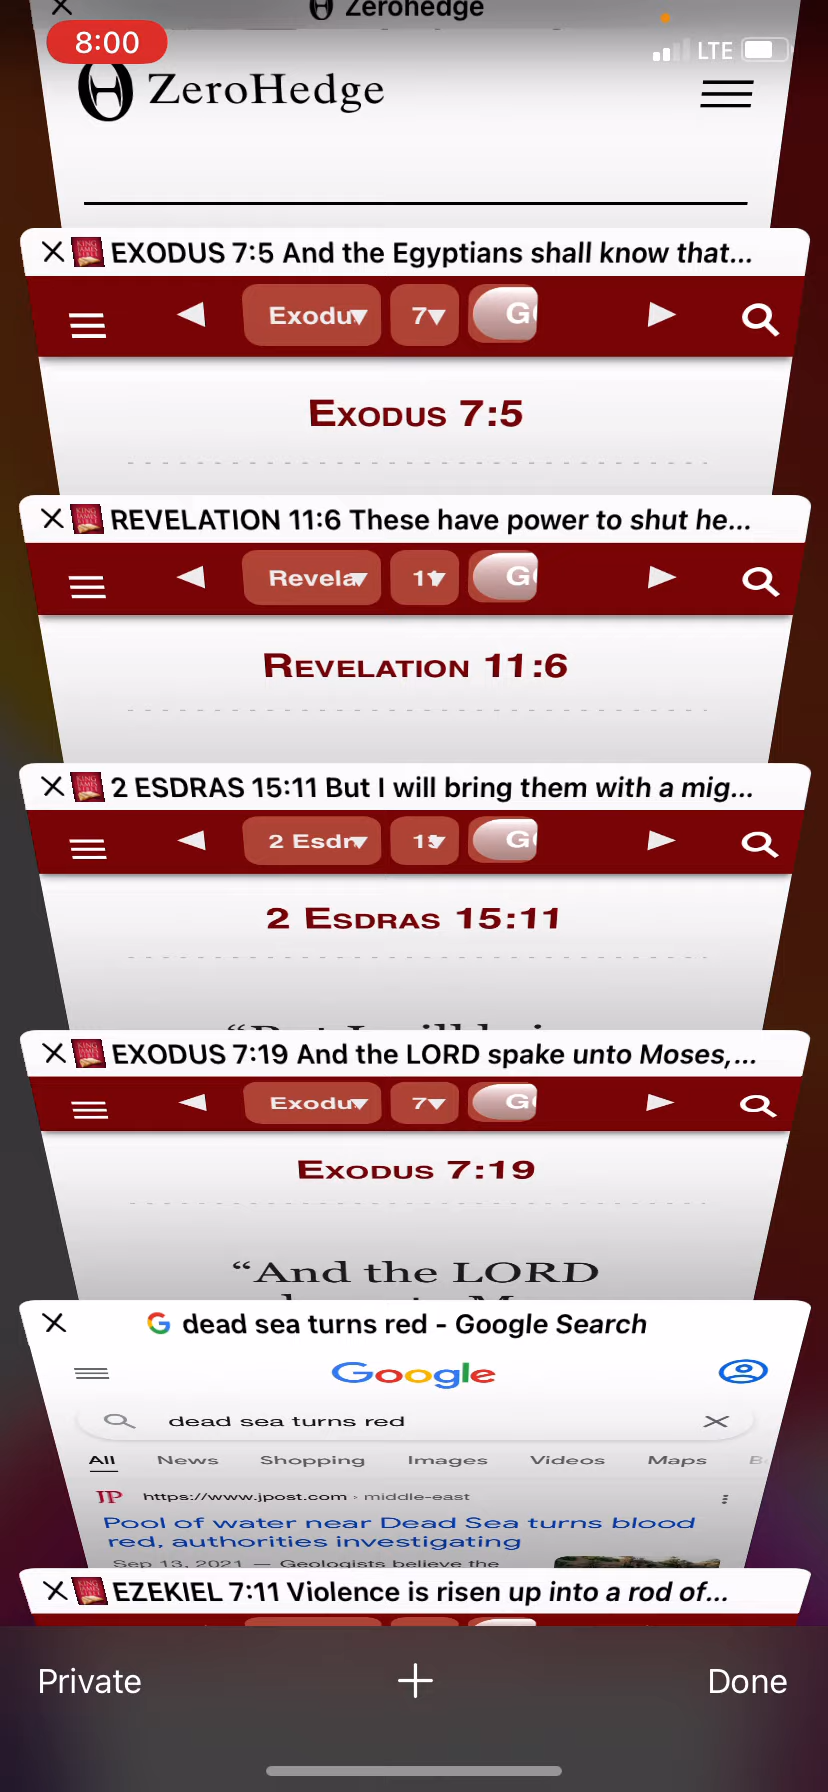 Zerohedge
8:00
LTE
ZeroHedge
EXODUS 7:5 And the Egyptians shall know that...
Exodu 7 G
EXODUS 7:5
REVELATION 11:6 These have power to shut he...
Revela 11 G
REVELATION 11:6
2 ESDRAS 15:11 But I will bring them with a mig...
2 Esdr 15 G
2 ESDRAS 15:11
“But I will bring
EXODUS 7:19 And the LORD spake unto Moses,...
Exodu 7 G
EXODUS 7:19
“And the LORD
dead sea turns red - Google Search
Google
dead sea turns red
All News Shopping Images Videos Maps B
JP https://www.jpost.com › middle-east
Pool of water near Dead Sea turns blood
red, authorities investigating
Sep 13, 2021 — Geologists believe the
EZEKIEL 7:11 Violence is risen up into a rod of...
Private + Done